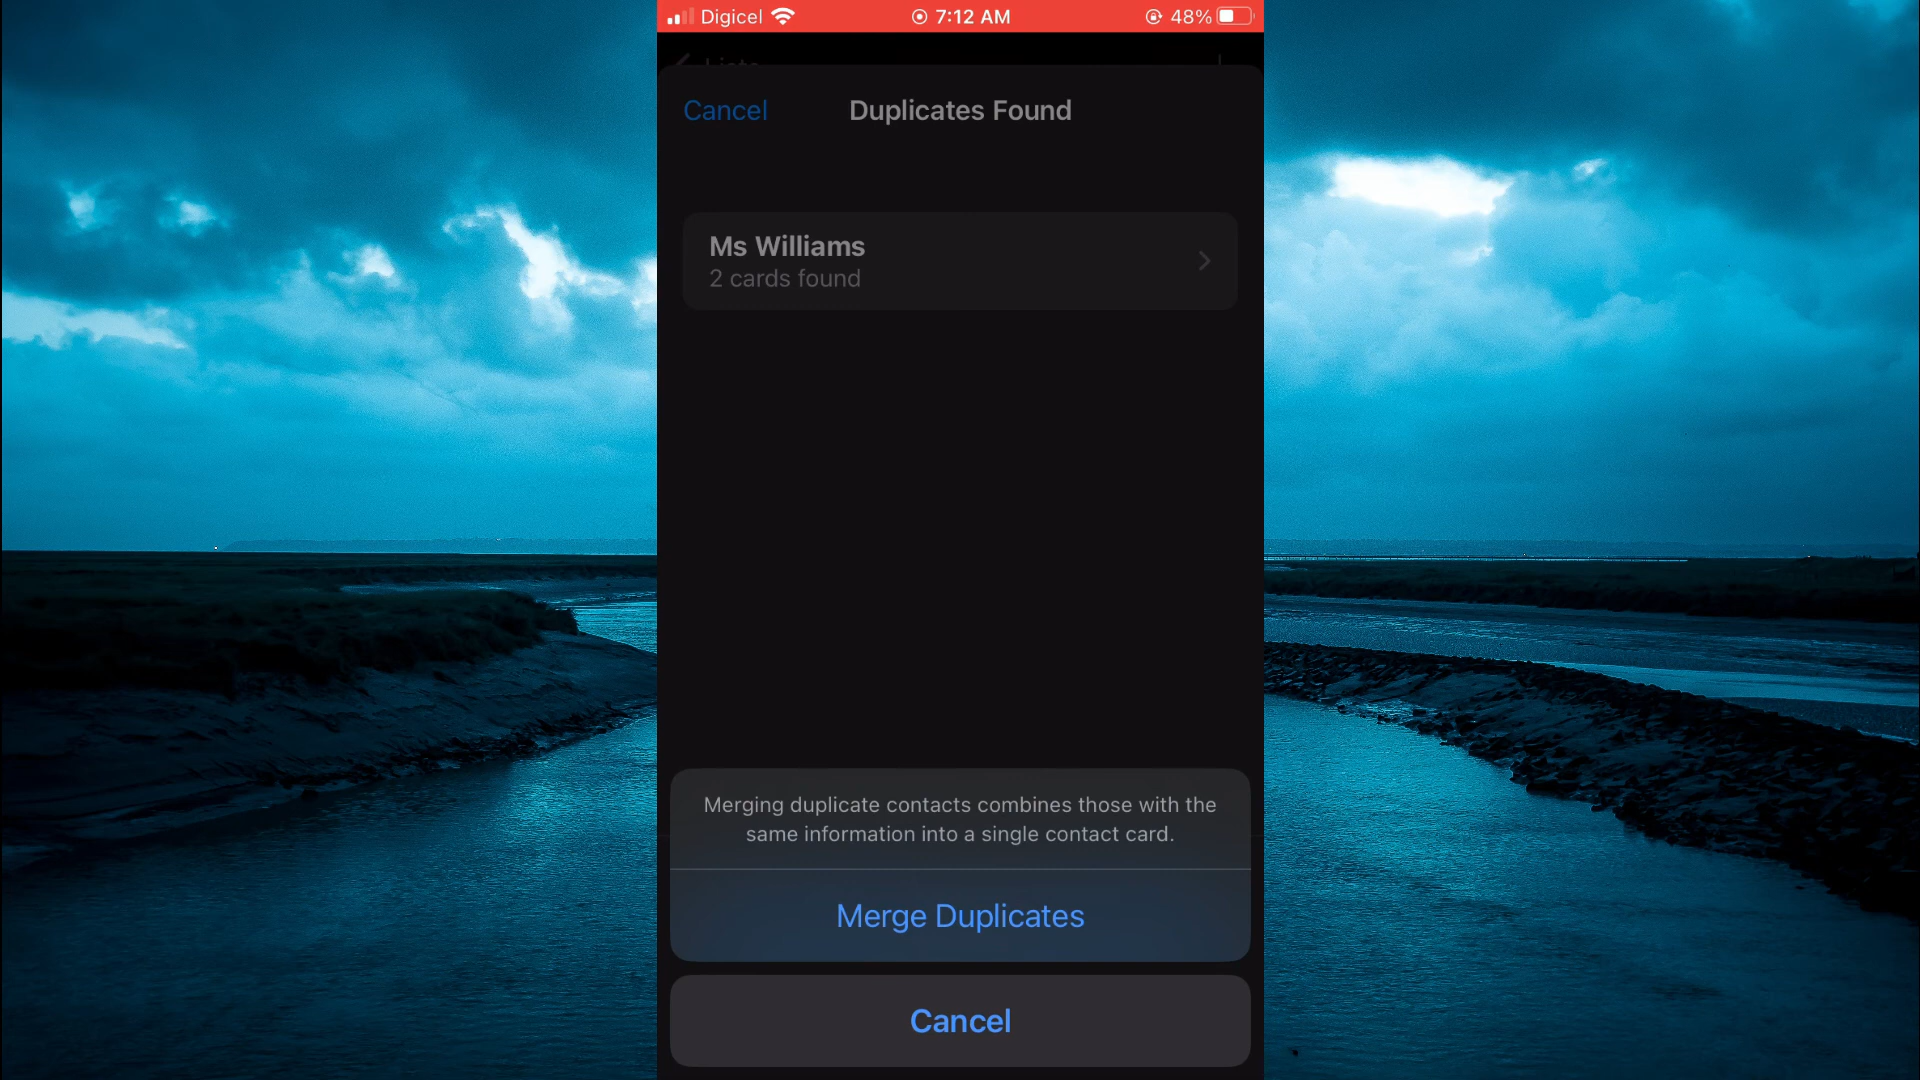 Digicel 7:12 AM 48%
Cancel Duplicates Found
Ms Williams
2 cards found
Merging duplicate contacts combines those with the
same information into a single contact card.
Merge Duplicates
Cancel